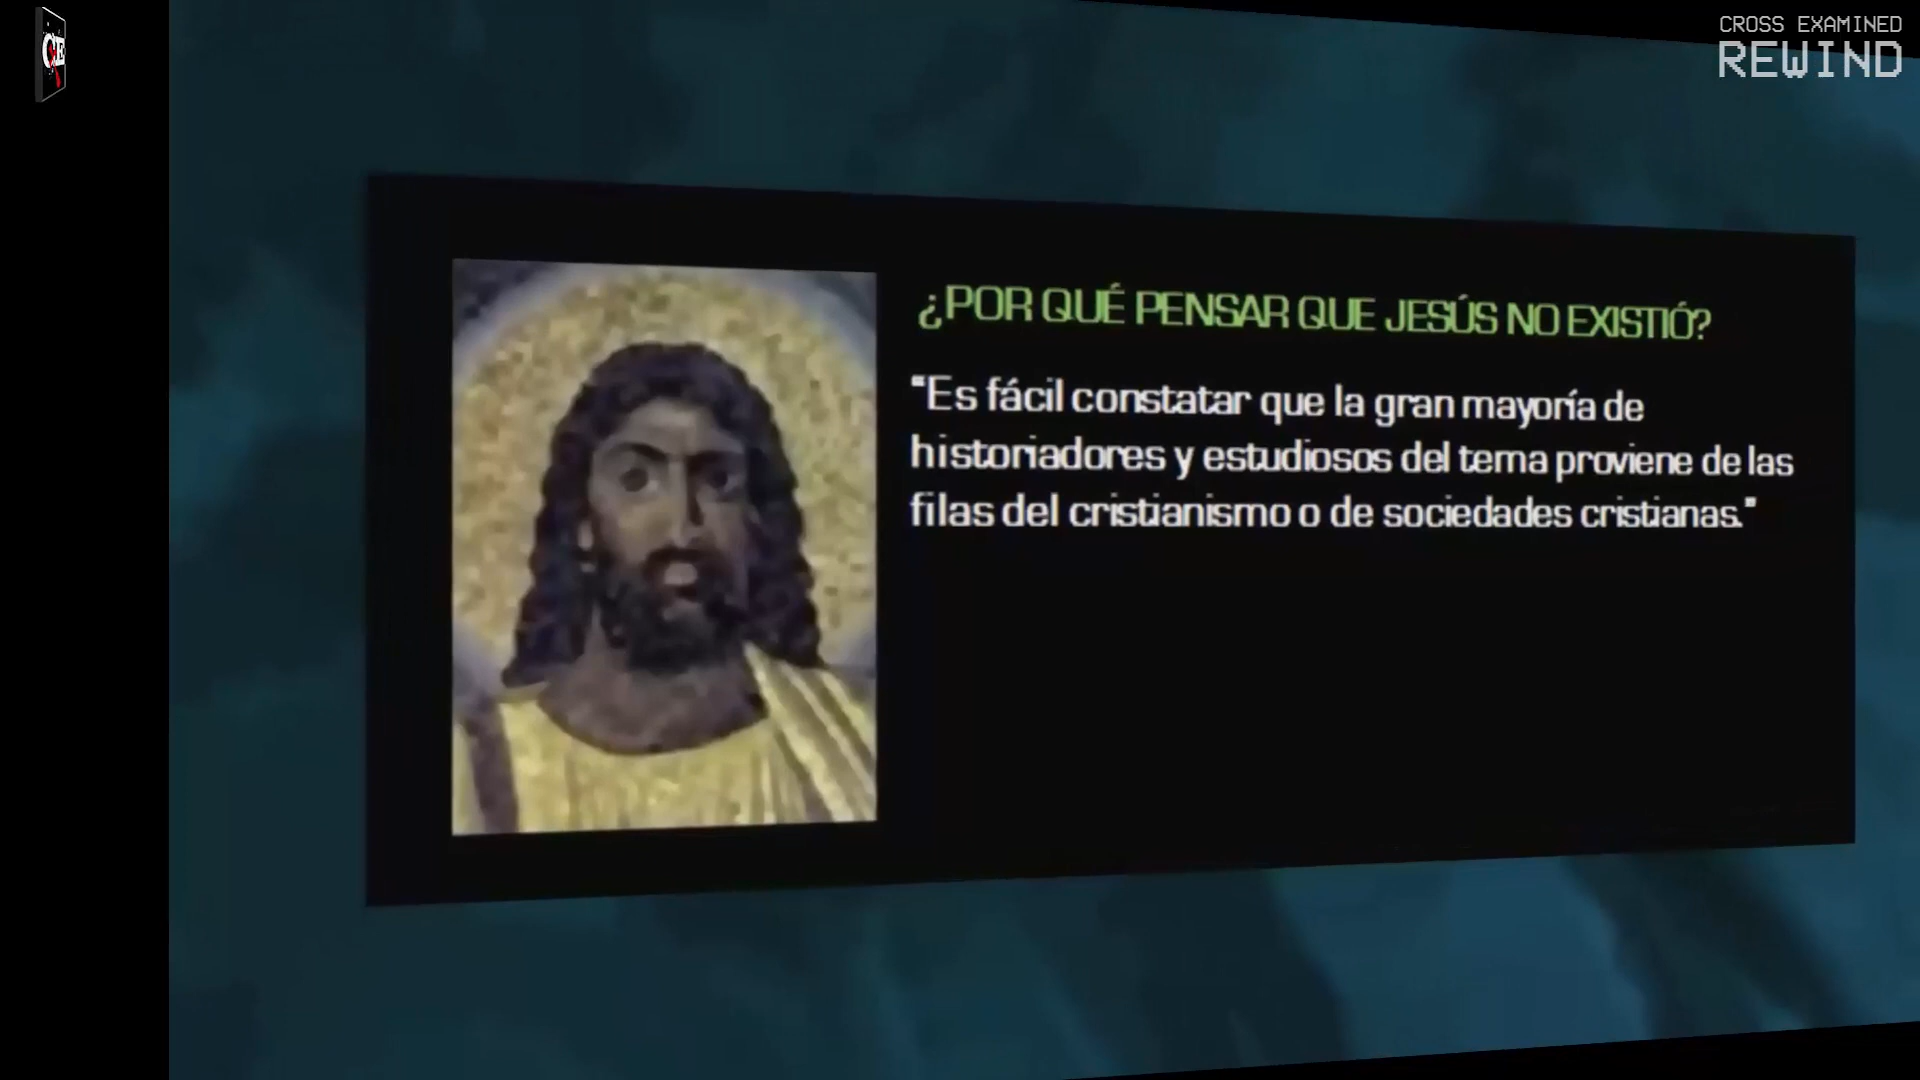 CE
CROSS EXAMINED
REWIND
¿POR QUÉ PENSAR QUE JESÚS NO EXISTIÓ?
"Es fácil constatar que la gran mayoría de
historiadores y estudiosos del tema proviene de las
filas del cristianismo o de sociedades cristianas."